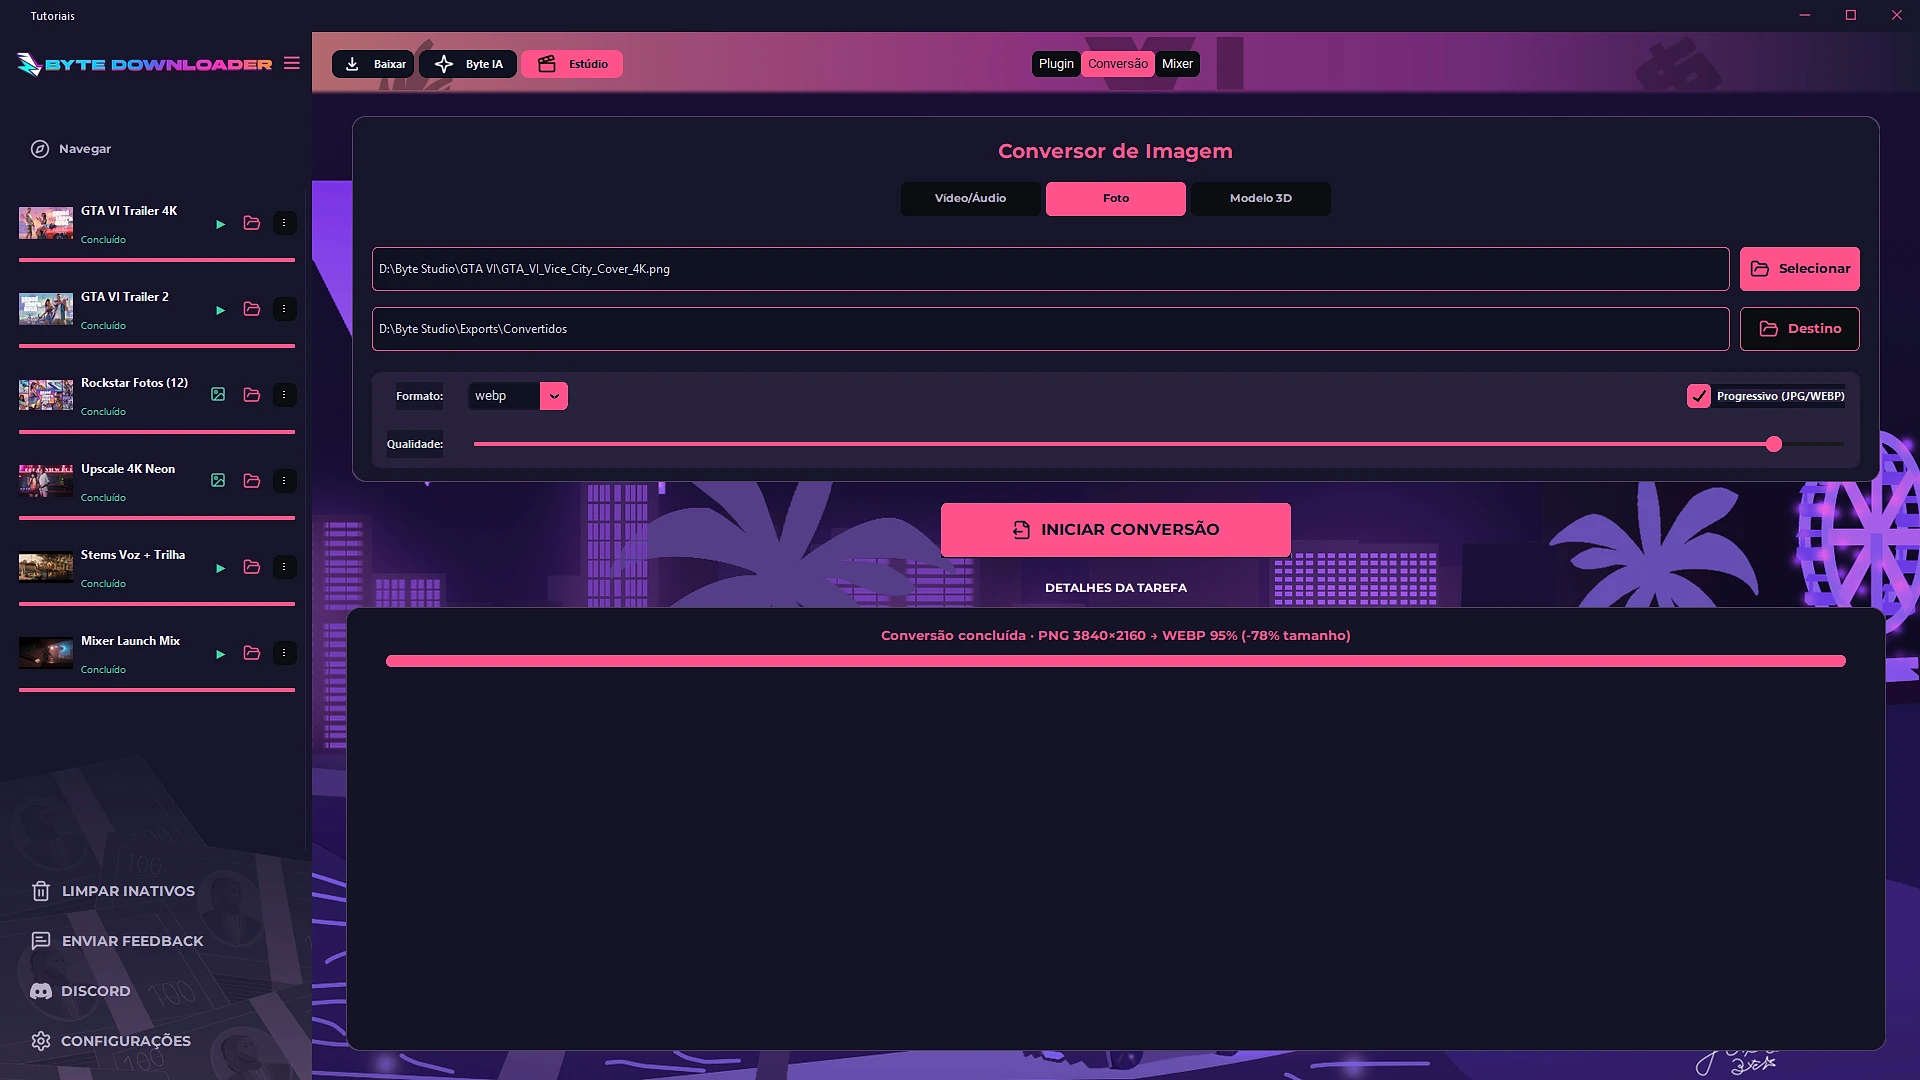 Tutoriais
BYTE DOWNLOADER
Baixar
Byte IA
Estúdio
Plugin
Conversão
Mixer
Navegar
GTA VI Trailer 4K
Concluído
GTA VI Trailer 2
Concluído
Rockstar Fotos (12)
Concluído
Upscale 4K Neon
Concluído
Stems Voz + Trilha
Concluído
Mixer Launch Mix
Concluído
LIMPAR INATIVOS
ENVIAR FEEDBACK
DISCORD
CONFIGURAÇÕES
Conversor de Imagem
Vídeo/Áudio
Foto
Modelo 3D
D:\Byte Studio\GTA VI\GTA_VI_Vice_City_Cover_4K.png
Selecionar
D:\Byte Studio\Exports\Convertidos
Destino
Formato:
webp
Progressivo (JPG/WEBP)
Qualidade:
INICIAR CONVERSÃO
DETALHES DA TAREFA
Conversão concluída · PNG 3840×2160 → WEBP 95% (-78% tamanho)
100
100
100